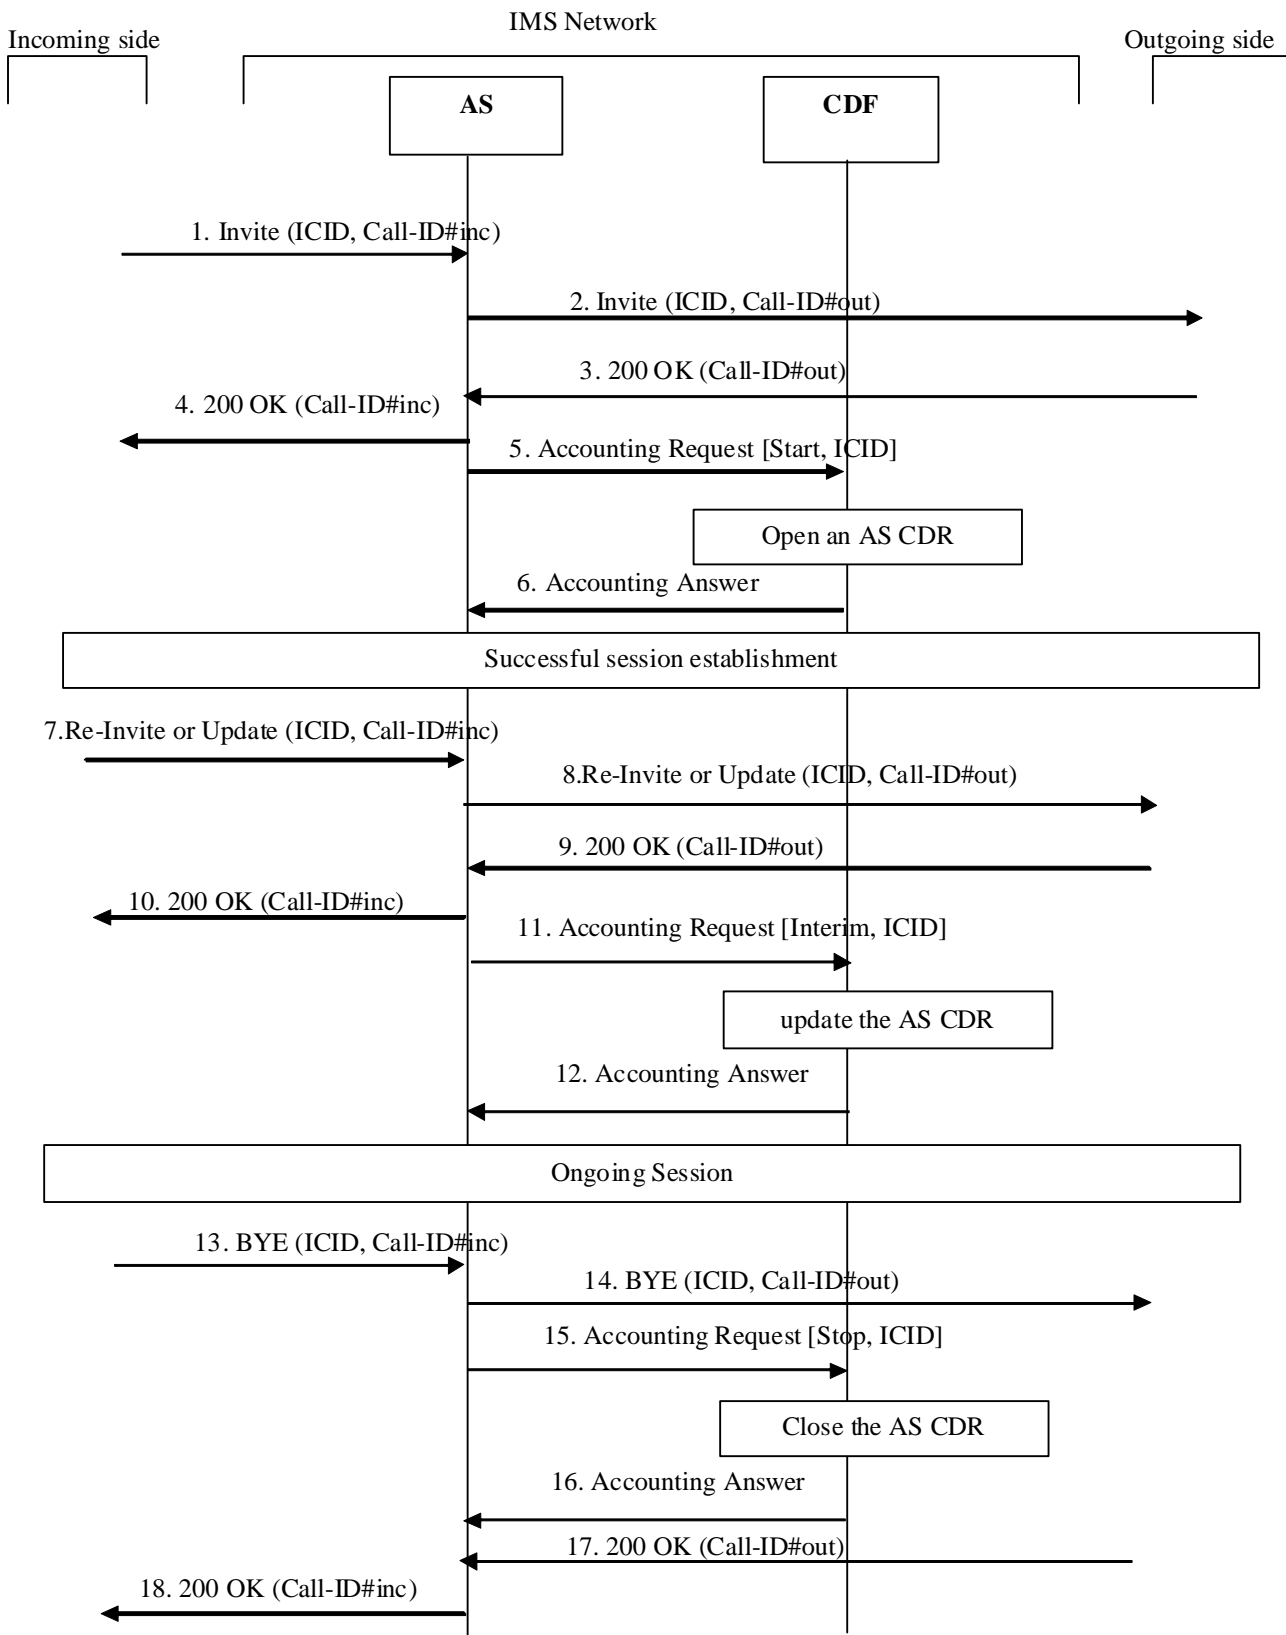 IMS Network
Incoming side
Outgoing side
AS
CDF
1. Invite (ICID, Call-ID#inc)
2. Invite (ICID, Call-ID#out)
3. 200 OK (Call-ID#out)
4. 200 OK (Call-ID#inc)
5. Accounting Request [Start, ICID]
Open an AS CDR
6. Accounting Answer
Successful session establishment
7.Re-Invite or Update (ICID, Call-ID#inc)
8.Re-Invite or Update (ICID, Call-ID#out)
9. 200 OK (Call-ID#out)
10. 200 OK (Call-ID#inc)
11. Accounting Request [Interim, ICID]
update the AS CDR
12. Accounting Answer
Ongoing Session
13. BYE (ICID, Call-ID#inc)
14. BYE (ICID, Call-ID#out)
15. Accounting Request [Stop, ICID]
Close the AS CDR
16. Accounting Answer
17. 200 OK (Call-ID#out)
18. 200 OK (Call-ID#inc)